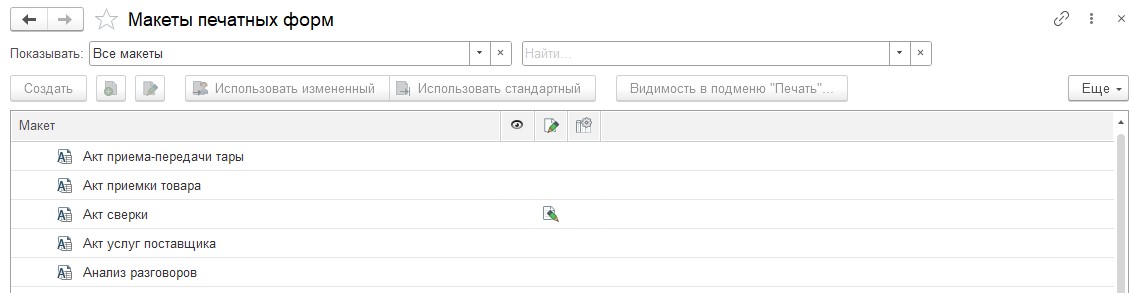 Макеты печатных форм
Показывать: Все макеты Найти...
Создать Использовать измененный Использовать стандартный Видимость в подменю "Печать"... Еще
Макет
Акт приема-передачи тары
Акт приемки товара
Акт сверки
Акт услуг поставщика
Анализ разговоров